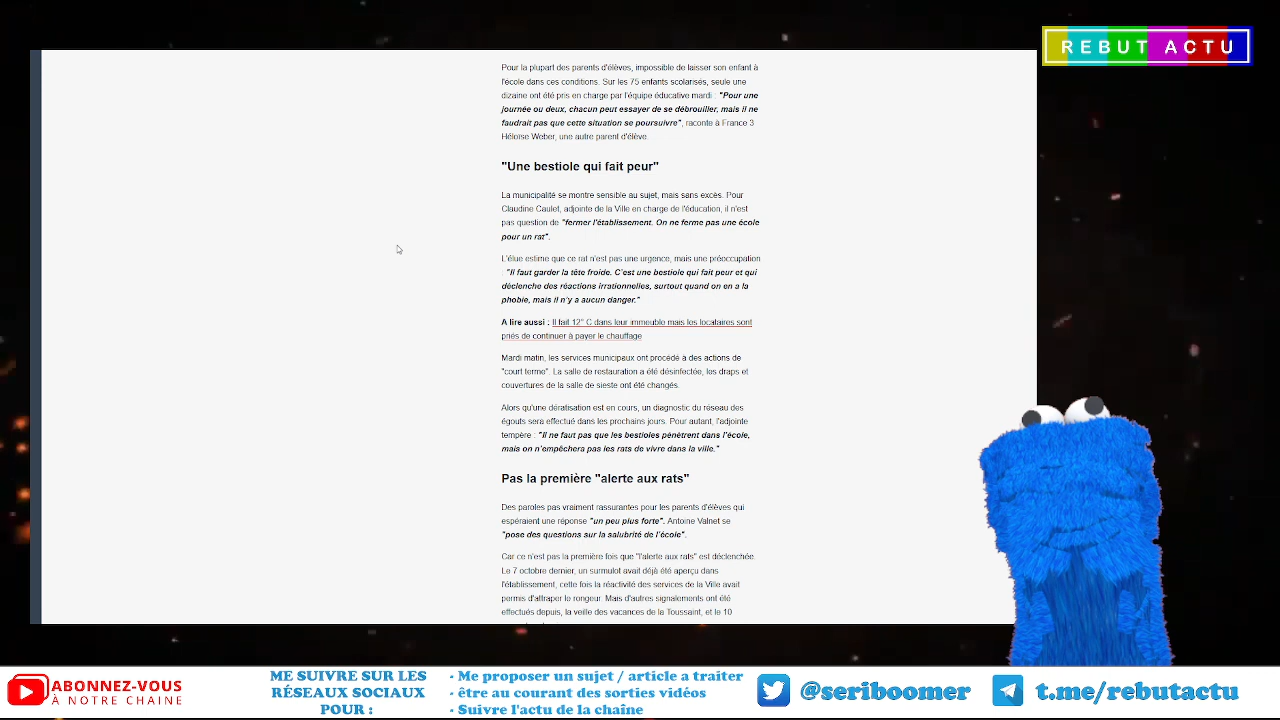 REBUT ACTU
Pour la plupart des parents d'élèves, impossible de laisser son enfant à
l'école dans ces conditions. Sur les 75 enfants scolarisés, seule une
dizaine ont été pris en charge par l'équipe éducative mardi : "Pour une
journée ou deux, chacun peut essayer de se débrouiller, mais il ne
faudrait pas que cette situation se poursuive", raconte à France 3
Héloïse Weber, une autre parent d'élève.
"Une bestiole qui fait peur"
La municipalité se montre sensible au sujet, mais sans excès. Pour
Claudine Caulet, adjointe de la Ville en charge de l'éducation, il n'est
pas question de "fermer l'établissement. On ne ferme pas une école
pour un rat".
L'élue estime que ce rat n'est pas une urgence, mais une préoccupation
: "Il faut garder la tête froide. C'est une bestiole qui fait peur et qui
déclenche des réactions irrationnelles, surtout quand on en a la
phobie, mais il n'y a aucun danger."
A lire aussi : Il fait 12° C dans leur immeuble mais les locataires sont
priés de continuer à payer le chauffage
Mardi matin, les services municipaux ont procédé à des actions de
"court terme". La salle de restauration a été désinfectée, les draps et
couvertures de la salle de sieste ont été changés.
Alors qu'une dératisation est en cours, un diagnostic du réseau des
égouts sera effectué dans les prochains jours. Pour autant, l'adjointe
tempère : "Il ne faut pas que les bestioles pénètrent dans l'école,
mais on n'empêchera pas les rats de vivre dans la ville."
Pas la première "alerte aux rats"
Des paroles pas vraiment rassurantes pour les parents d'élèves qui
espéraient une réponse "un peu plus forte". Antoine Valnet se
"pose des questions sur la salubrité de l'école".
Car ce n'est pas la première fois que "l'alerte aux rats" est déclenchée.
Le 7 octobre dernier, un surmulot avait déjà été aperçu dans
l'établissement, cette fois la réactivité des services de la Ville avait
permis d'attraper le rongeur. Mais d'autres signalements ont été
effectués depuis, la veille des vacances de la Toussaint, et le 10
ABONNEZ-VOUS
À NOTRE CHAINE
ME SUIVRE SUR LES
RÉSEAUX SOCIAUX
POUR :
- Me proposer un sujet / article a traiter
- être au courant des sorties vidéos
- Suivre l'actu de la chaîne
@seriboomer
t.me/rebutactu